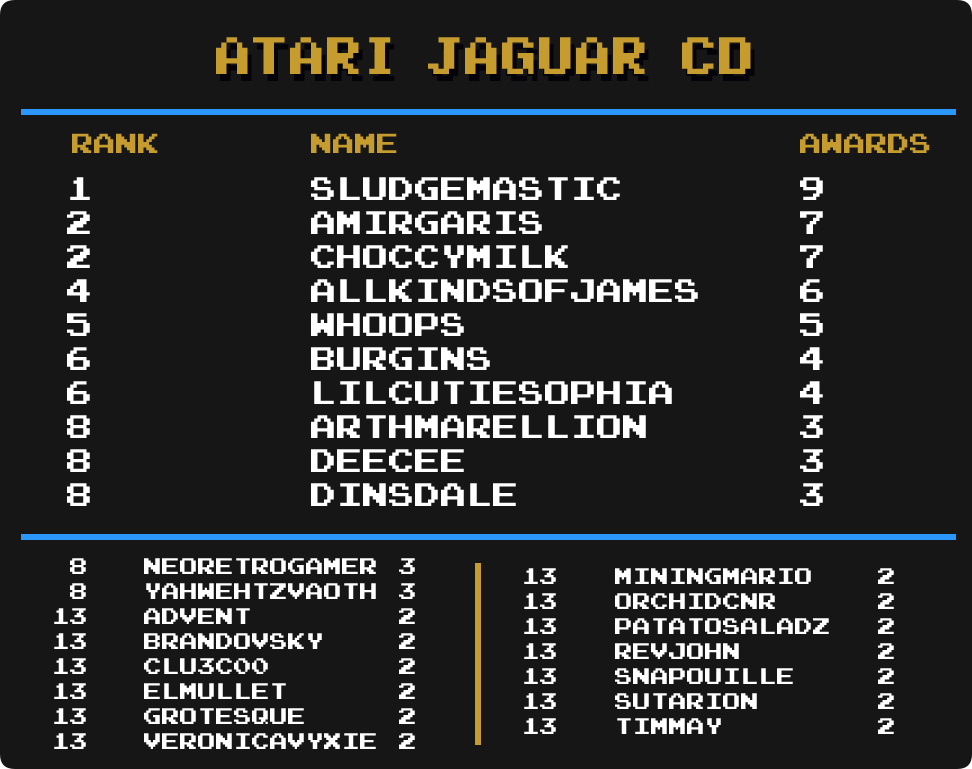 ATARI JAGUAR CD
RANK NAME AWARDS
1 SLUDGEMASTIC 9
2 AMIRGARIS 7
2 CHOCCYMILK 7
4 ALLKINDSOFJAMES 6
5 WHOOPS 5
6 BURGINS 4
6 LILCUTIESOPHIA 4
8 ARTHMARELLION 3
8 DEECEE 3
8 DINSDALE 3
8 NEORETROGAMER 3
8 YAHWEHTZVAOTH 3
13 ADVENT 2
13 BRANDOVSKY 2
13 CLU3COO 2
13 ELMULLET 2
13 GROTESQUE 2
13 VERONICAVYXIE 2
13 MININGMARIO 2
13 ORCHIDCNR 2
13 PATATOSALADZ 2
13 REVJOHN 2
13 SNAPOUILLE 2
13 SUTARION 2
13 TIMMAY 2